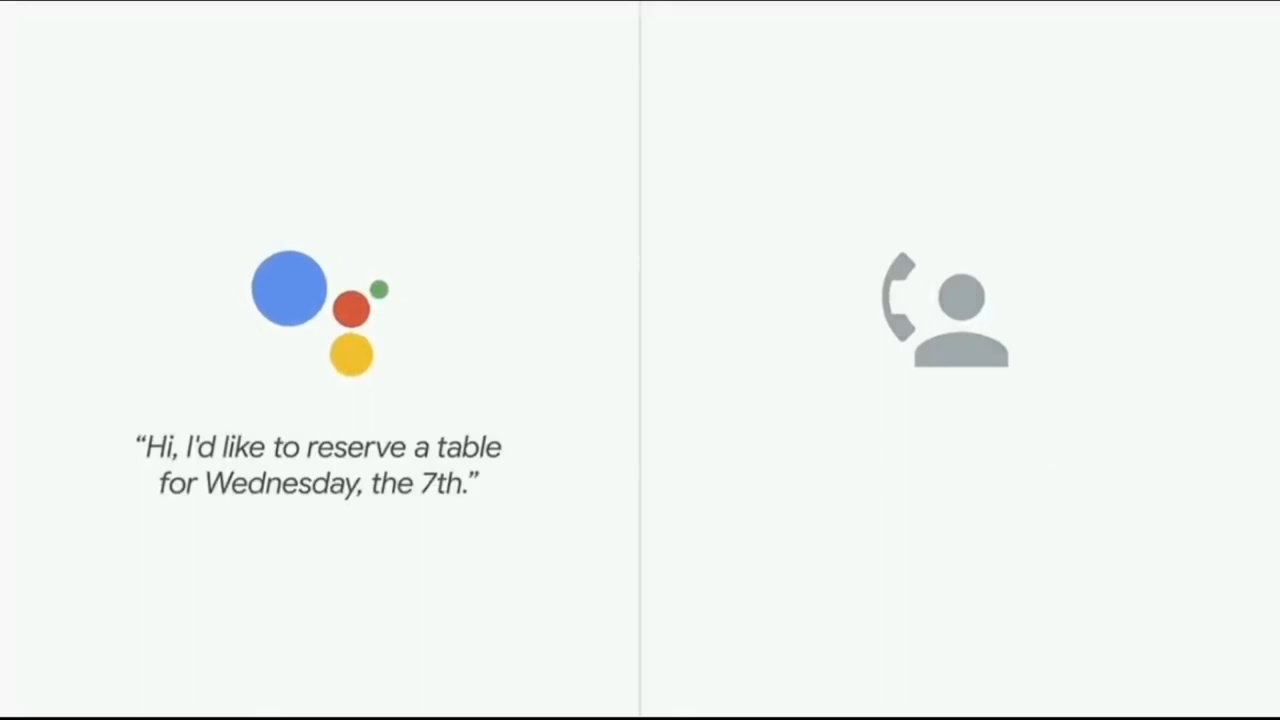 “Hi, I'd like to reserve a table
for Wednesday, the 7th.”